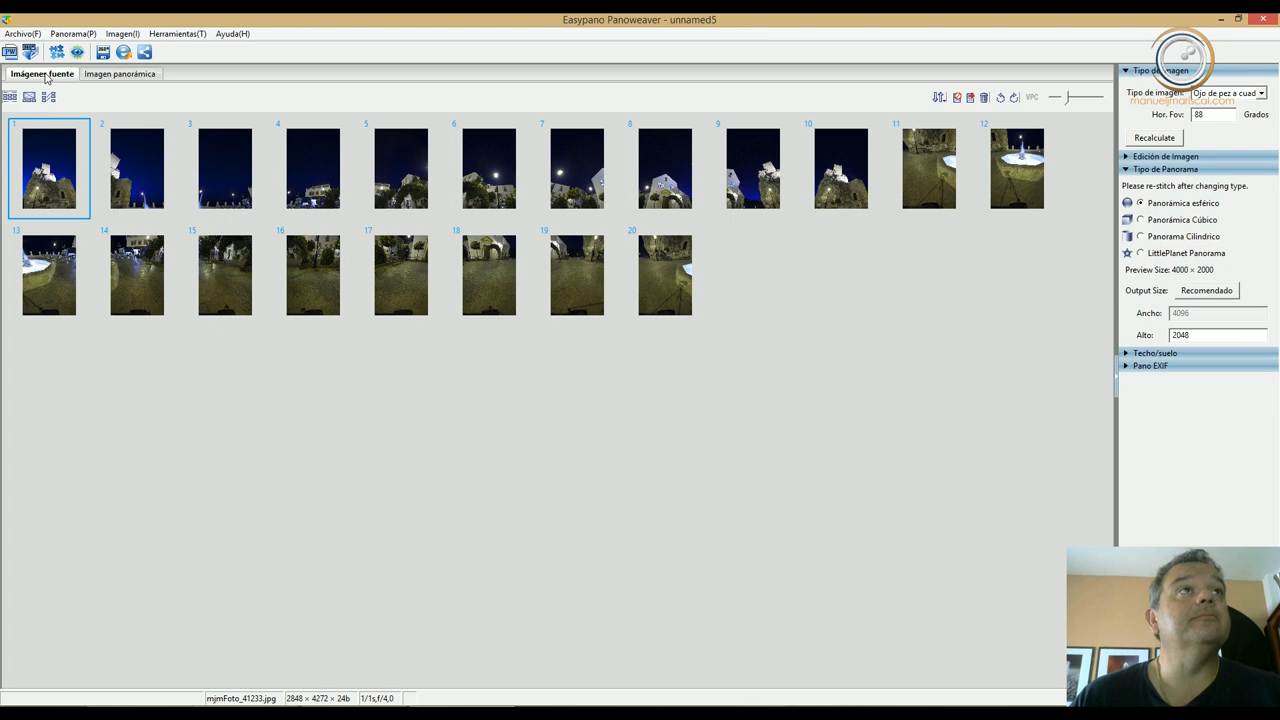 Easypano Panoweaver - unnamed5
Archivo(F) Panorama(P) Imagen(I) Herramientas(T) Ayuda(H)
Imágenes fuente Imagen panorámica
VPC
1 2 3 4 5 6 7 8 9 10 11 12
13 14 15 16 17 18 19 20
Tipo de Imagen
Tipo de imagen: Ojo de pez a cuad
manueljmariscal.com
Hor. Fov: 88 Grados
Recalculate
Edición de Imagen
Tipo de Panorama
Please re-stitch after changing type.
Panorámica esférico
Panorámica Cúbico
Panorama Cilindrico
LittlePlanet Panorama
Preview Size: 4000 × 2000
Output Size: Recomendado
Ancho: 4096
Alto: 2048
Techo/suelo
Pano EXIF
mjmFoto_41233.jpg 2848 × 4272 × 24b 1/1s,f/4,0